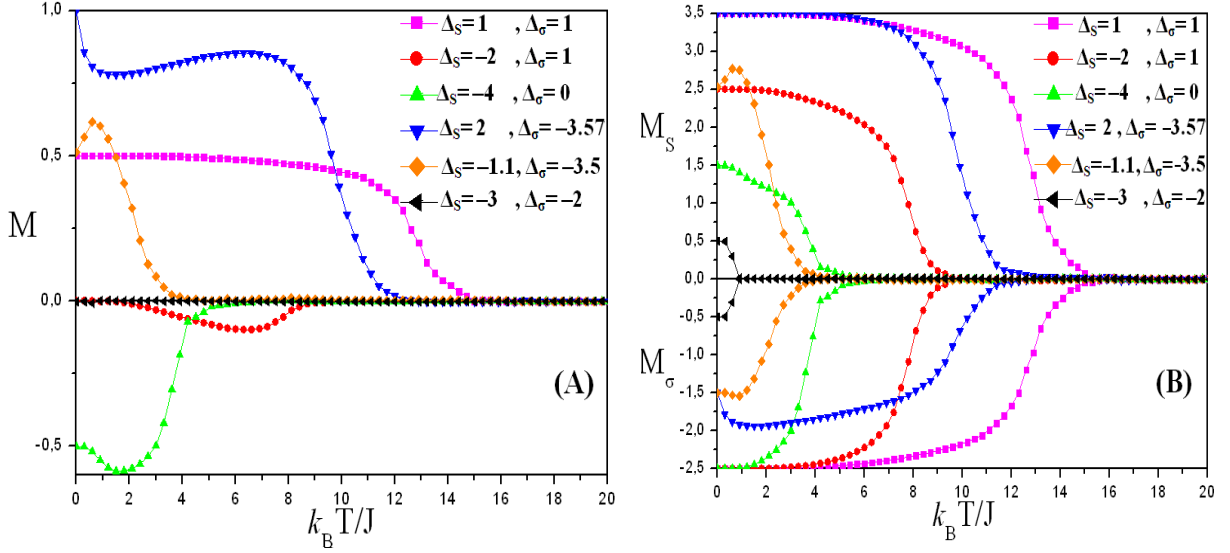 1.0
0.5
0.0
-0.5
M
0 2 4 6 8 10 12 14 16 18 20
k_B T/J
Δ_S= 1 , Δ_σ= 1
Δ_S=−2 , Δ_σ= 1
Δ_S=−4 , Δ_σ= 0
Δ_S= 2 , Δ_σ= −3.57
Δ_S=−1.1, Δ_σ= −3.5
Δ_S=−3 , Δ_σ= −2
(A)
3.5
3.0
2.5
2.0
1.5
1.0
0.5
0.0
-0.5
-1.0
-1.5
-2.0
-2.5
M_S
M_σ
0 2 4 6 8 10 12 14 16 18 20
k_B T/J
Δ_S= 1 , Δ_σ= 1
Δ_S=−2 , Δ_σ= 1
Δ_S=−4 , Δ_σ= 0
Δ_S= 2 , Δ_σ= −3.57
Δ_S=−1.1, Δ_σ= −3.5
Δ_S=−3 , Δ_σ= −2
(B)